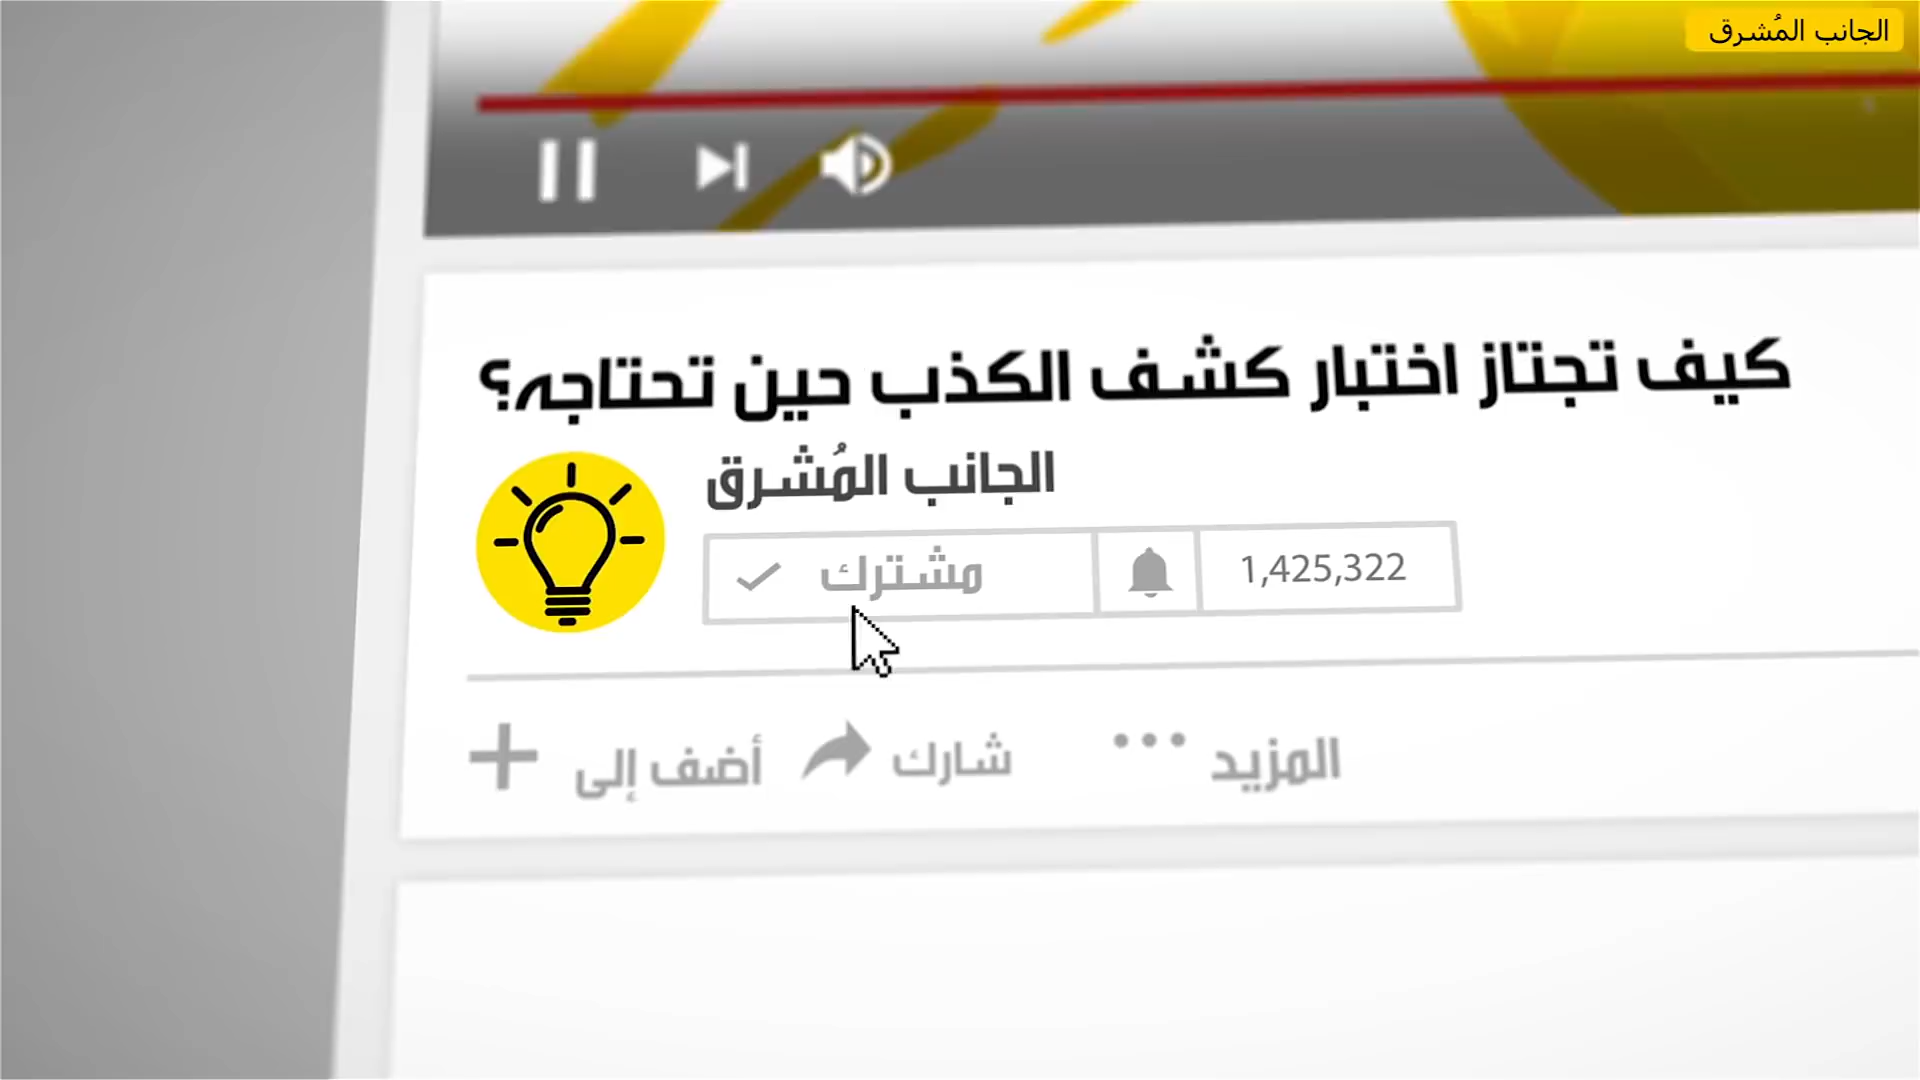 الجانب المُشرق
كيف تجتاز اختبار كشف الكذب حين تحتاجه؟
الجانب المُشرق
مشترك 1,425,322
أضف إلى شارك المزيد